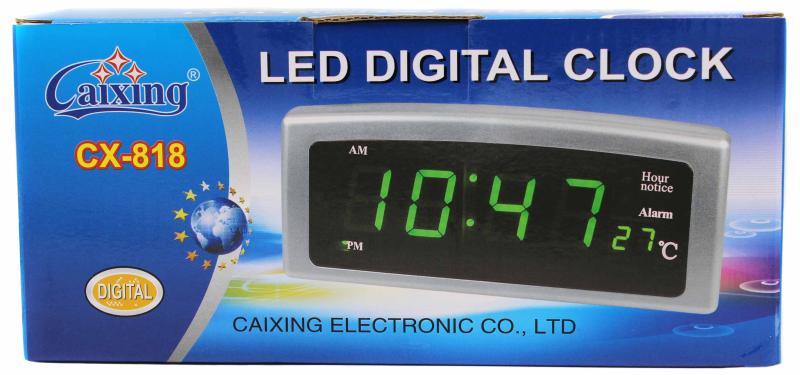 Caixing®
LED DIGITAL CLOCK
CX-818
AM
10:47
Hour
notice
Alarm
PM
27°C
DIGITAL
CAIXING ELECTRONIC CO., LTD